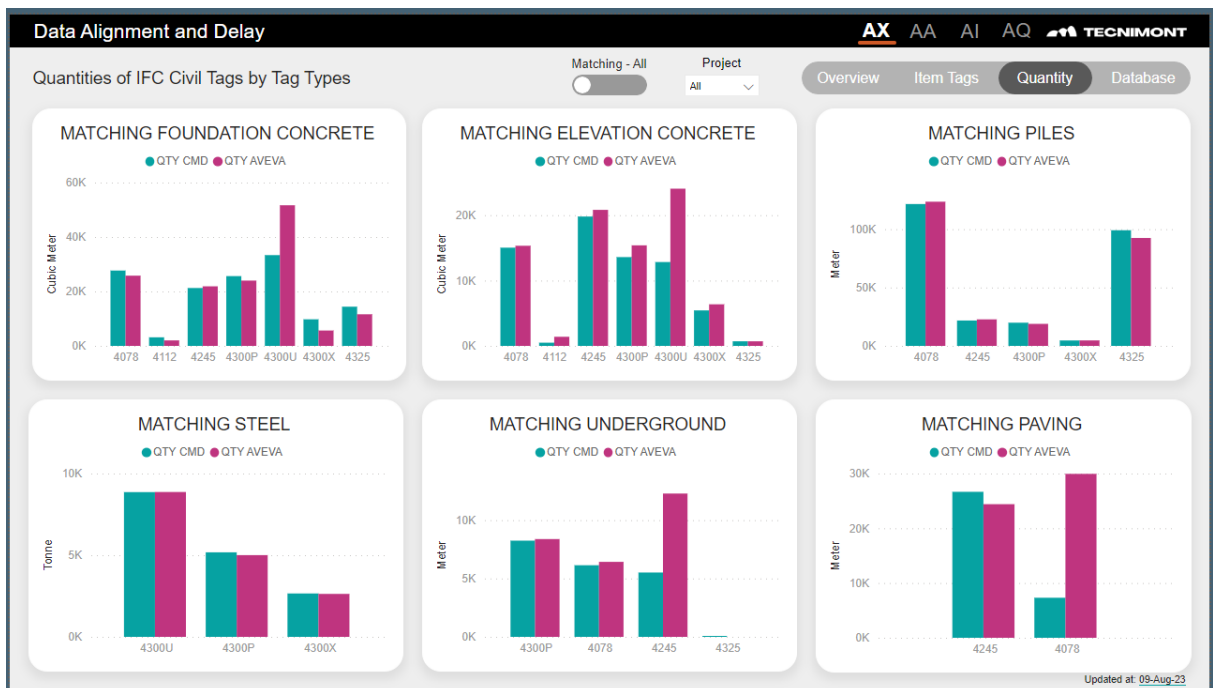 Data Alignment and Delay
AX AA AI AQ TECNIMONT
Quantities of IFC Civil Tags by Tag Types
Matching - All
Project
All
Overview Item Tags Quantity Database
MATCHING FOUNDATION CONCRETE
QTY CMD QTY AVEVA
60K
40K
20K
0K
Cubic Meter
4078 4112 4245 4300P 4300U 4300X 4325
MATCHING ELEVATION CONCRETE
QTY CMD QTY AVEVA
20K
10K
0K
Cubic Meter
4078 4112 4245 4300P 4300U 4300X 4325
MATCHING PILES
QTY CMD QTY AVEVA
100K
50K
0K
Meter
4078 4245 4300P 4300X 4325
MATCHING STEEL
QTY CMD QTY AVEVA
10K
5K
0K
Tonne
4300U 4300P 4300X
MATCHING UNDERGROUND
QTY CMD QTY AVEVA
10K
5K
0K
Meter
4300P 4078 4245 4325
MATCHING PAVING
QTY CMD QTY AVEVA
30K
20K
10K
0K
Meter
4245 4078
Updated at: 09-Aug-23